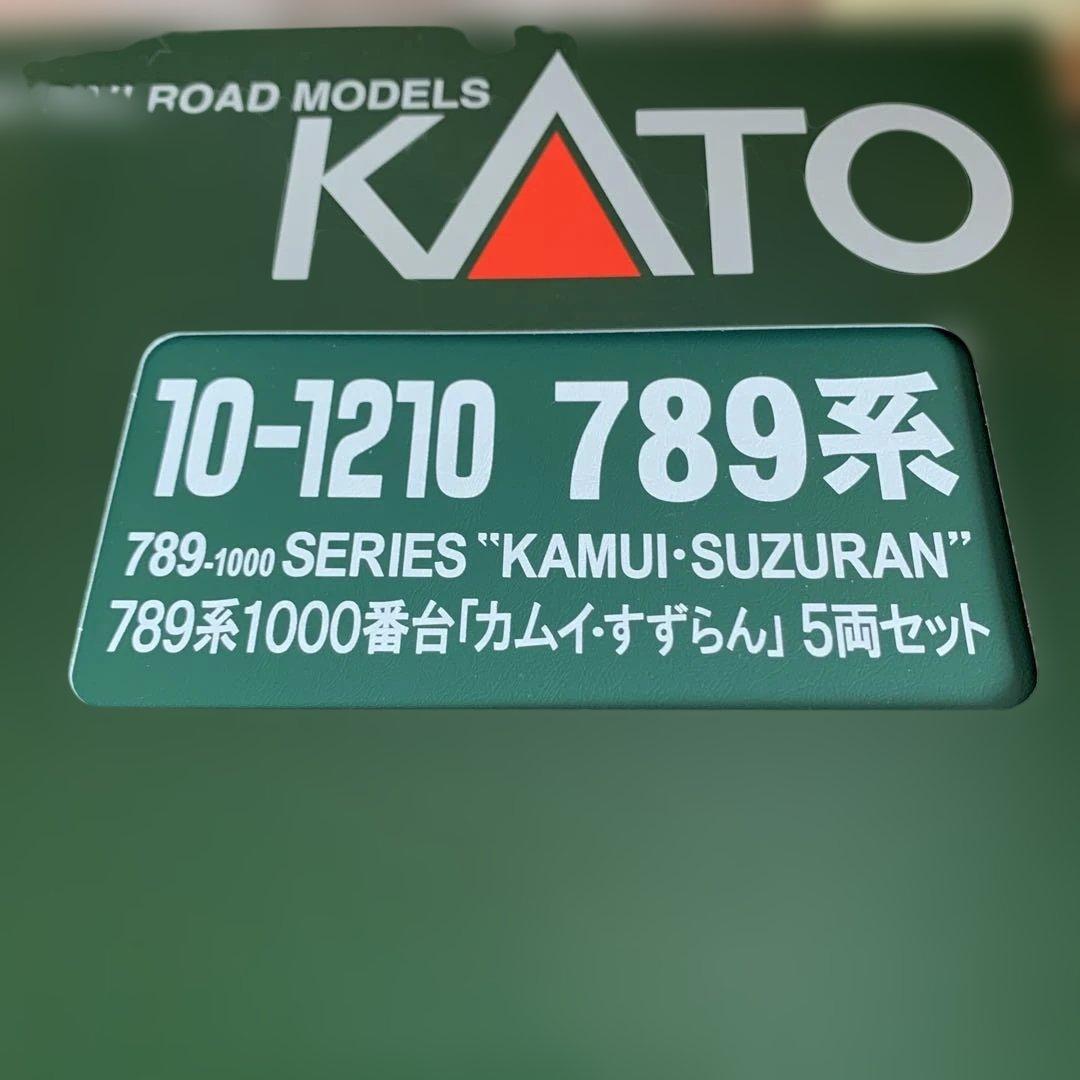 ROAD MODELS
KATO
10-1210 789系
789-1000 SERIES “KAMUI·SUZURAN”
789系1000番台「カムイ・すずらん」5両セット